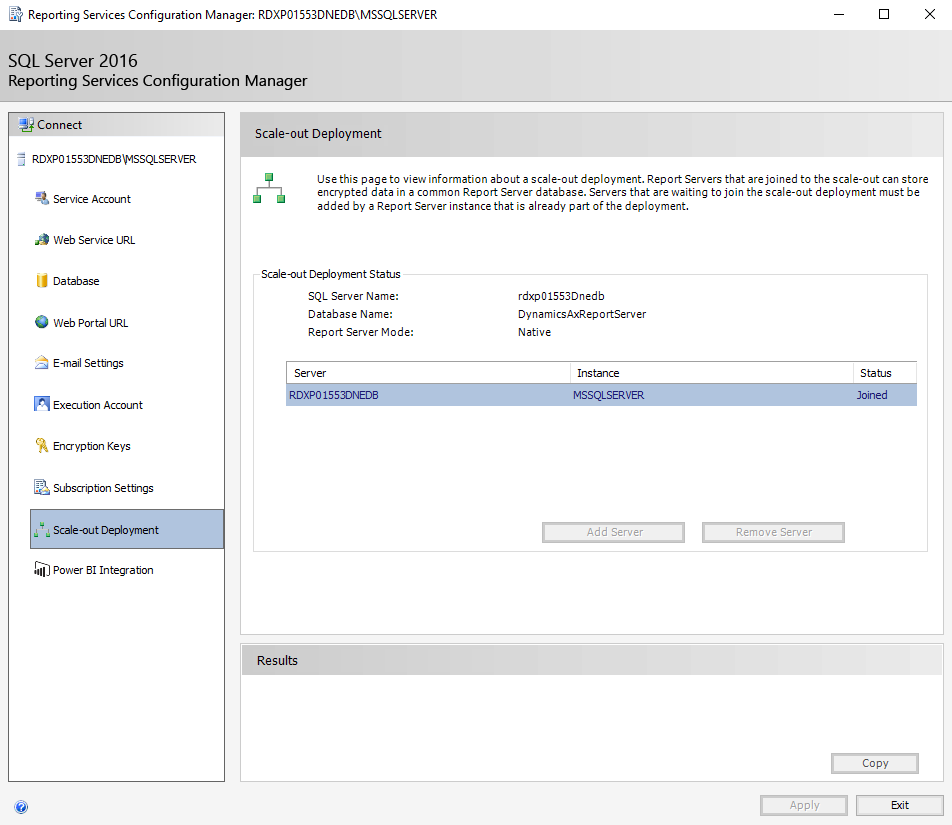 Reporting Services Configuration Manager: RDXP01553DNEDB\MSSQLSERVER
SQL Server 2016
Reporting Services Configuration Manager
Connect
RDXP01553DNEDB\MSSQLSERVER
Service Account
Web Service URL
Database
Web Portal URL
E-mail Settings
Execution Account
Encryption Keys
Subscription Settings
Scale-out Deployment
Power BI Integration
Scale-out Deployment
Use this page to view information about a scale-out deployment. Report Servers that are joined to the scale-out can store
encrypted data in a common Report Server database. Servers that are waiting to join the scale-out deployment must be
added by a Report Server instance that is already part of the deployment.
Scale-out Deployment Status
SQL Server Name: rdxp01553Dnedb
Database Name: DynamicsAxReportServer
Report Server Mode: Native
Server Instance Status
RDXP01553DNEDB MSSQLSERVER Joined
Add Server Remove Server
Results
Copy
Apply Exit